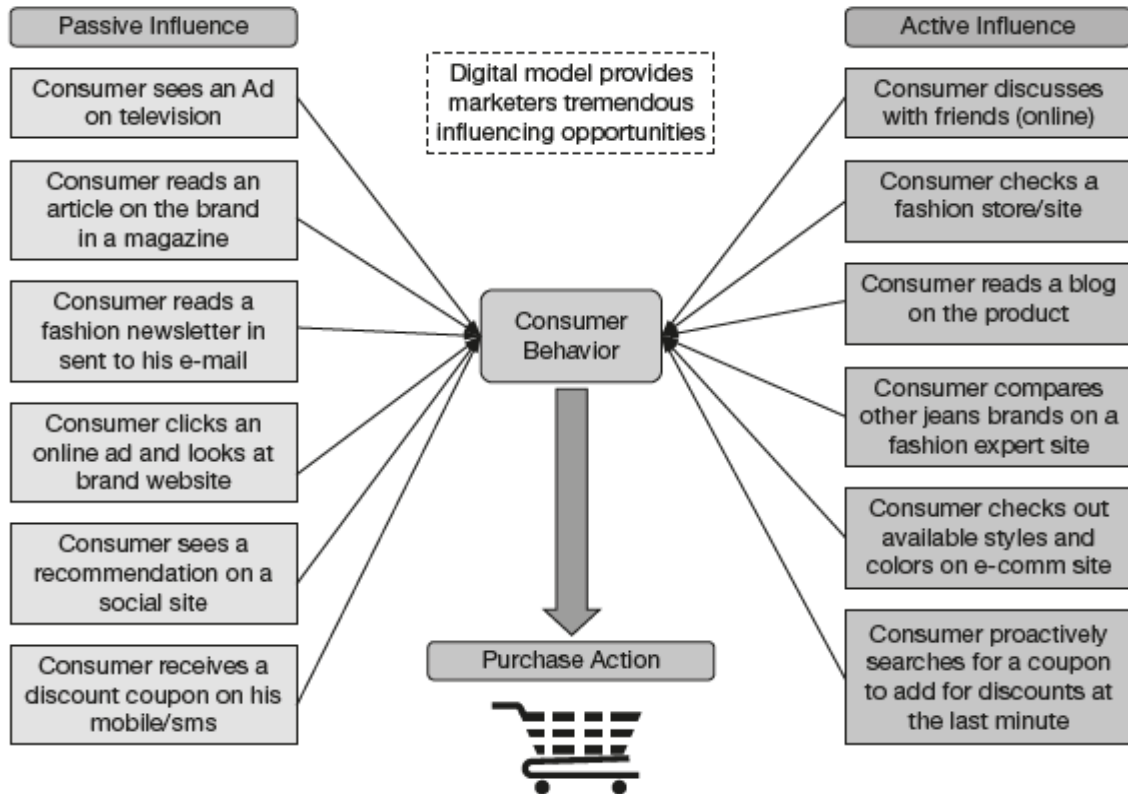 Passive Influence
Consumer sees an Ad
on television
Consumer reads an
article on the brand
in a magazine
Consumer reads a
fashion newsletter in
sent to his e-mail
Consumer clicks an
online ad and looks at
brand website
Consumer sees a
recommendation on a
social site
Consumer receives a
discount coupon on his
mobile/sms
Digital model provides
marketers tremendous
influencing opportunities
Consumer
Behavior
Purchase Action
Active Influence
Consumer discusses
with friends (online)
Consumer checks a
fashion store/site
Consumer reads a blog
on the product
Consumer compares
other jeans brands on a
fashion expert site
Consumer checks out
available styles and
colors on e-comm site
Consumer proactively
searches for a coupon
to add for discounts at
the last minute